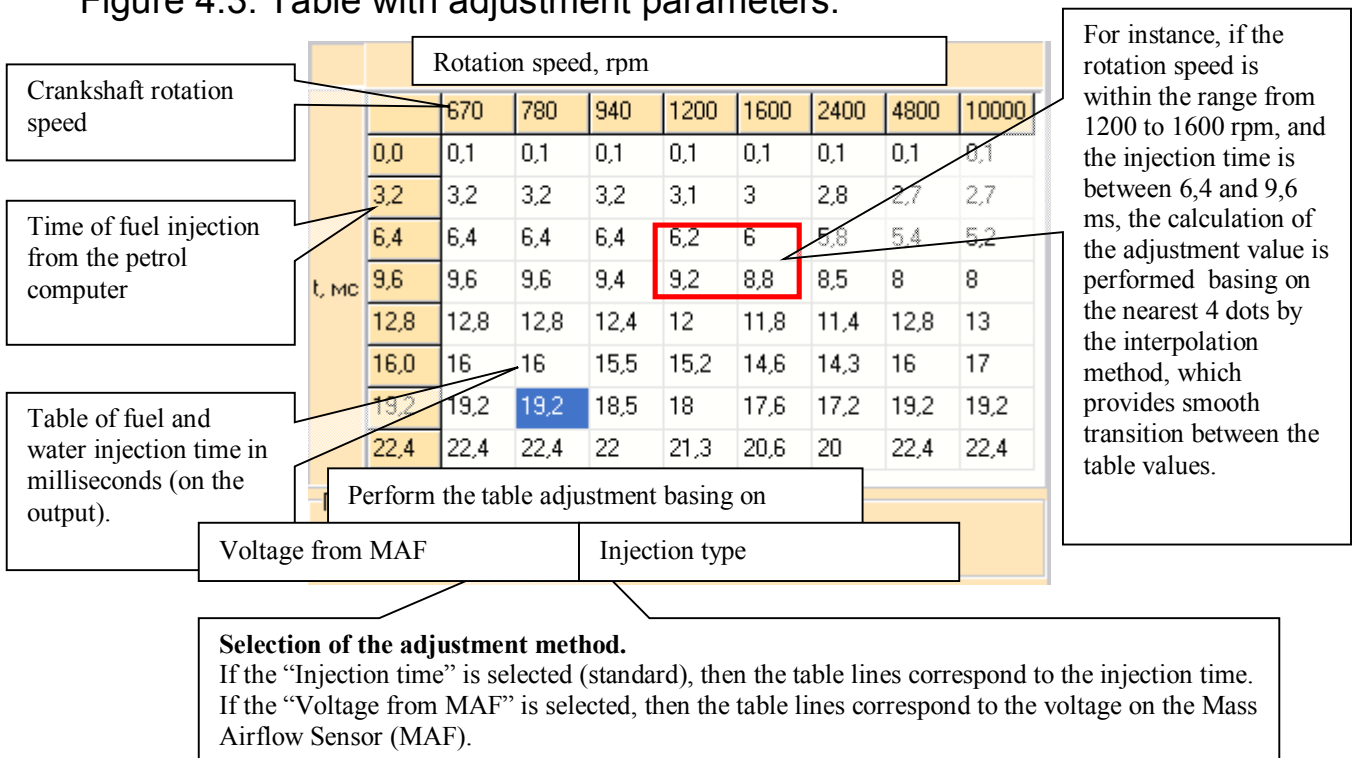 Figure 4.3. Table with adjustment parameters.
Rotation speed, rpm
Crankshaft rotation
speed
Time of fuel injection
from the petrol
computer
Table of fuel and
water injection time in
milliseconds (on the
output).
670 780 940 1200 1600 2400 4800 10000
0,0 0,1 0,1 0,1 0,1 0,1 0,1 0,1 0,1
3,2 3,2 3,2 3,2 3,1 3 2,8 2,7 2,7
6,4 6,4 6,4 6,4 6,2 6 5,8 5,4 5,2
t, мс 9,6 9,6 9,6 9,4 9,2 8,8 8,5 8 8
12,8 12,8 12,8 12,4 12 11,8 11,4 12,8 13
16,0 16 16 15,5 15,2 14,6 14,3 16 17
19,2 19,2 19,2 18,5 18 17,6 17,2 19,2 19,2
22,4 22,4 22,4 22 21,3 20,6 20 22,4 22,4
For instance, if the
rotation speed is
within the range from
1200 to 1600 rpm, and
the injection time is
between 6,4 and 9,6
ms, the calculation of
the adjustment value is
performed basing on
the nearest 4 dots by
the interpolation
method, which
provides smooth
transition between the
table values.
Perform the table adjustment basing on
Voltage from MAF
Injection type
Selection of the adjustment method.
If the “Injection time” is selected (standard), then the table lines correspond to the injection time.
If the “Voltage from MAF” is selected, then the table lines correspond to the voltage on the Mass
Airflow Sensor (MAF).